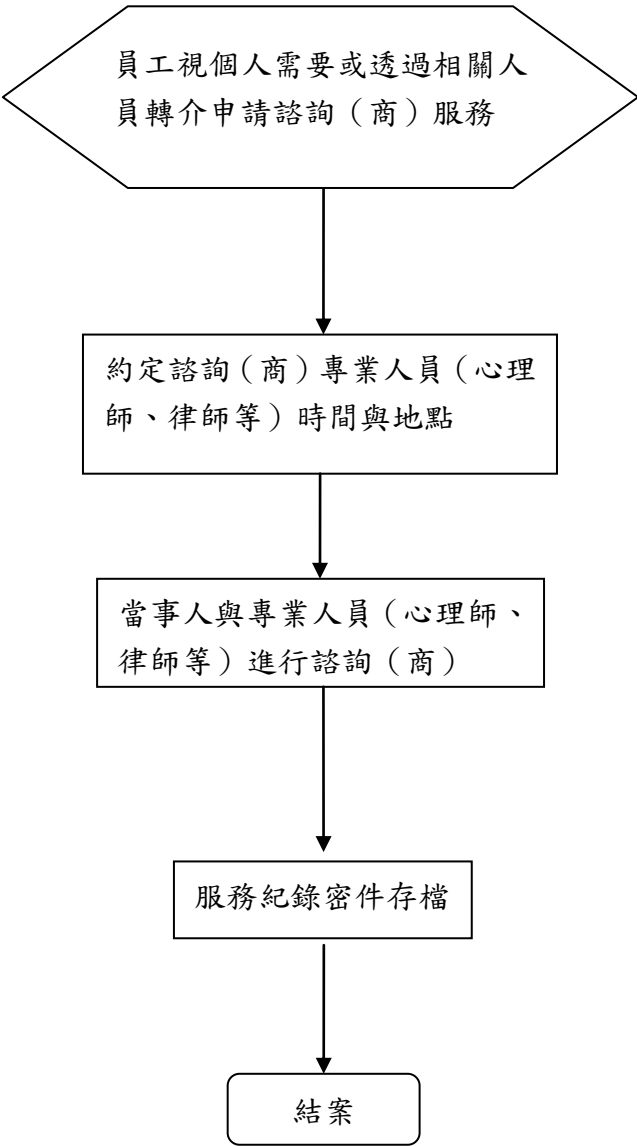 員工視個人需要或透過相關人
員轉介申請諮詢（商）服務
約定諮詢（商）專業人員（心理
師、律師等）時間與地點
當事人與專業人員（心理師、
律師等）進行諮詢（商）
服務紀錄密件存檔
結案